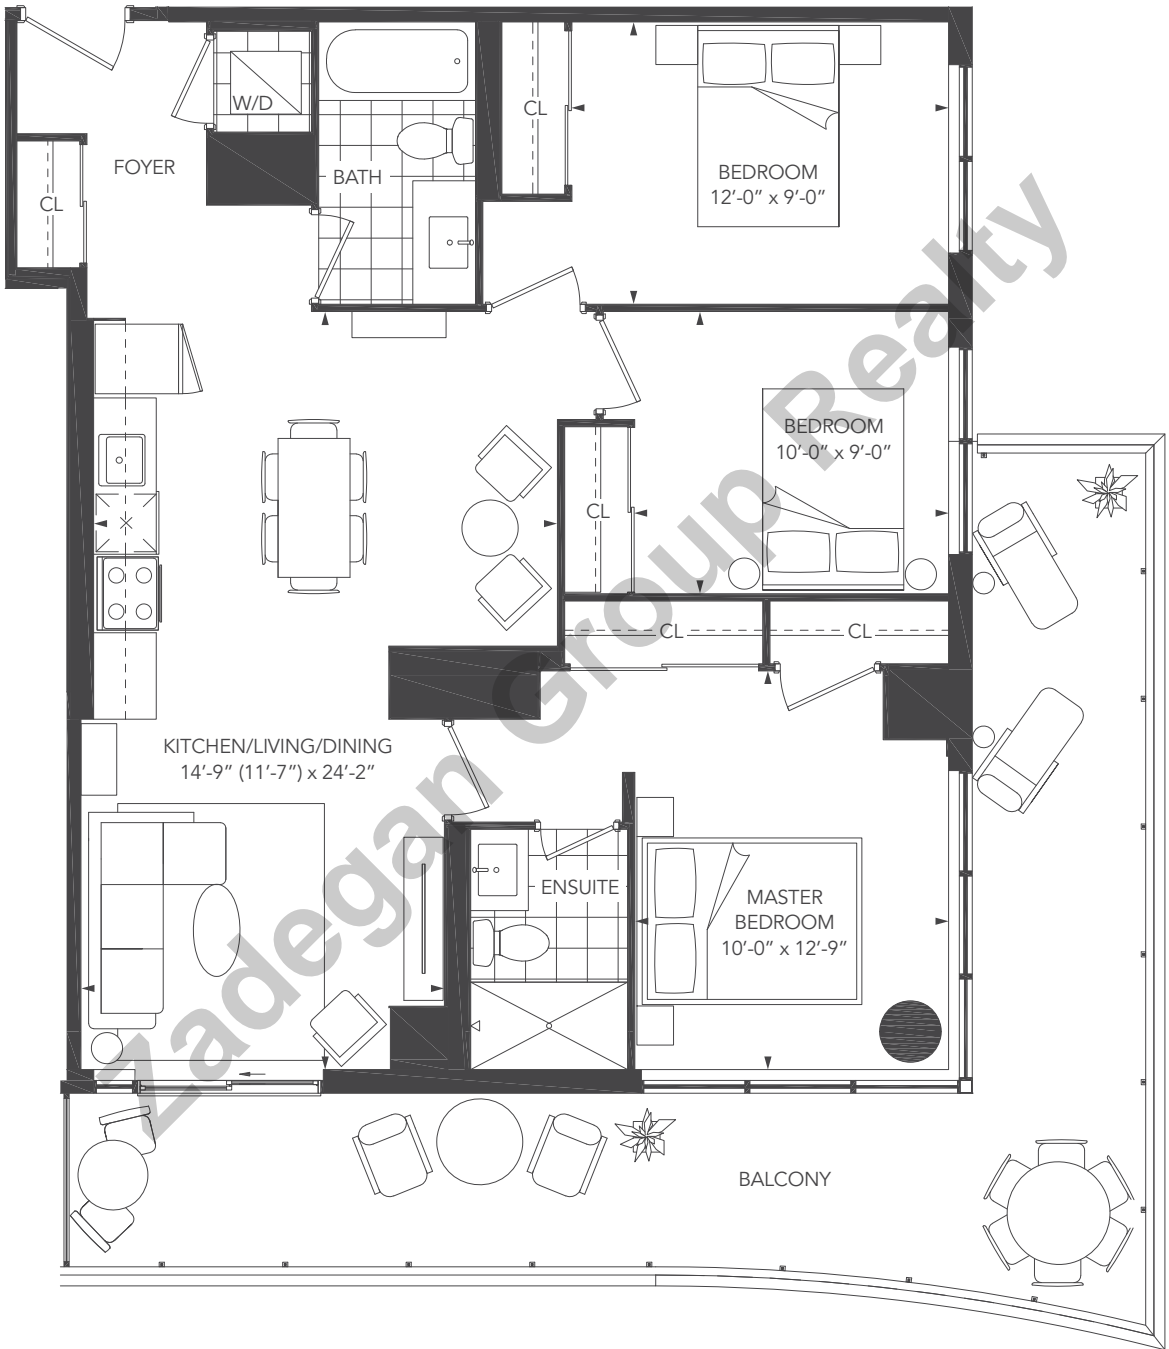 W/D
CL
BEDROOM
12'-0" x 9'-0"
FOYER
BATH
CL
BEDROOM
10'-0" x 9'-0"
CL
CL
CL
KITCHEN/LIVING/DINING
14'-9" (11'-7") x 24'-2"
ENSUITE
MASTER
BEDROOM
10'-0" x 12'-9"
BALCONY
Zadegan Group Realty